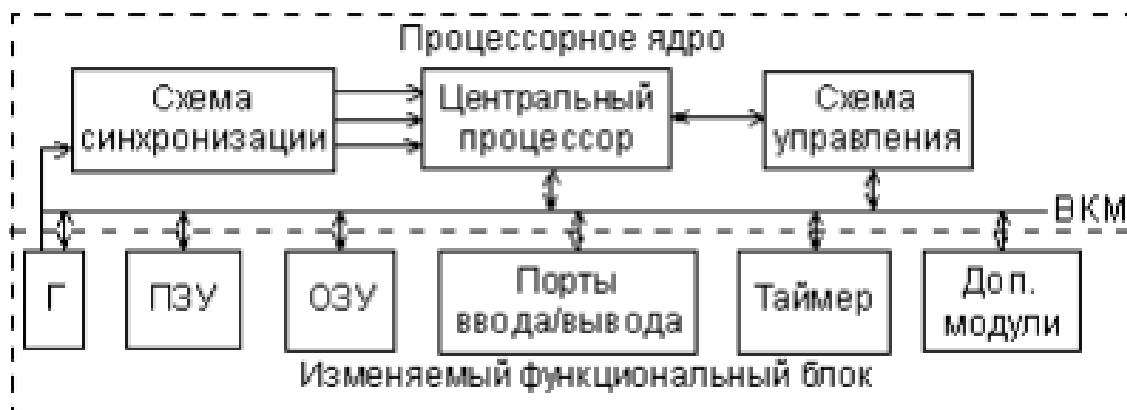 Процессорное ядро
Схема
синхронизации
Центральный
процессор
Схема
управления
ВКМ
Г
ПЗУ
ОЗУ
Порты
ввода/вывода
Таймер
Доп.
модули
Изменяемый функциональный блок